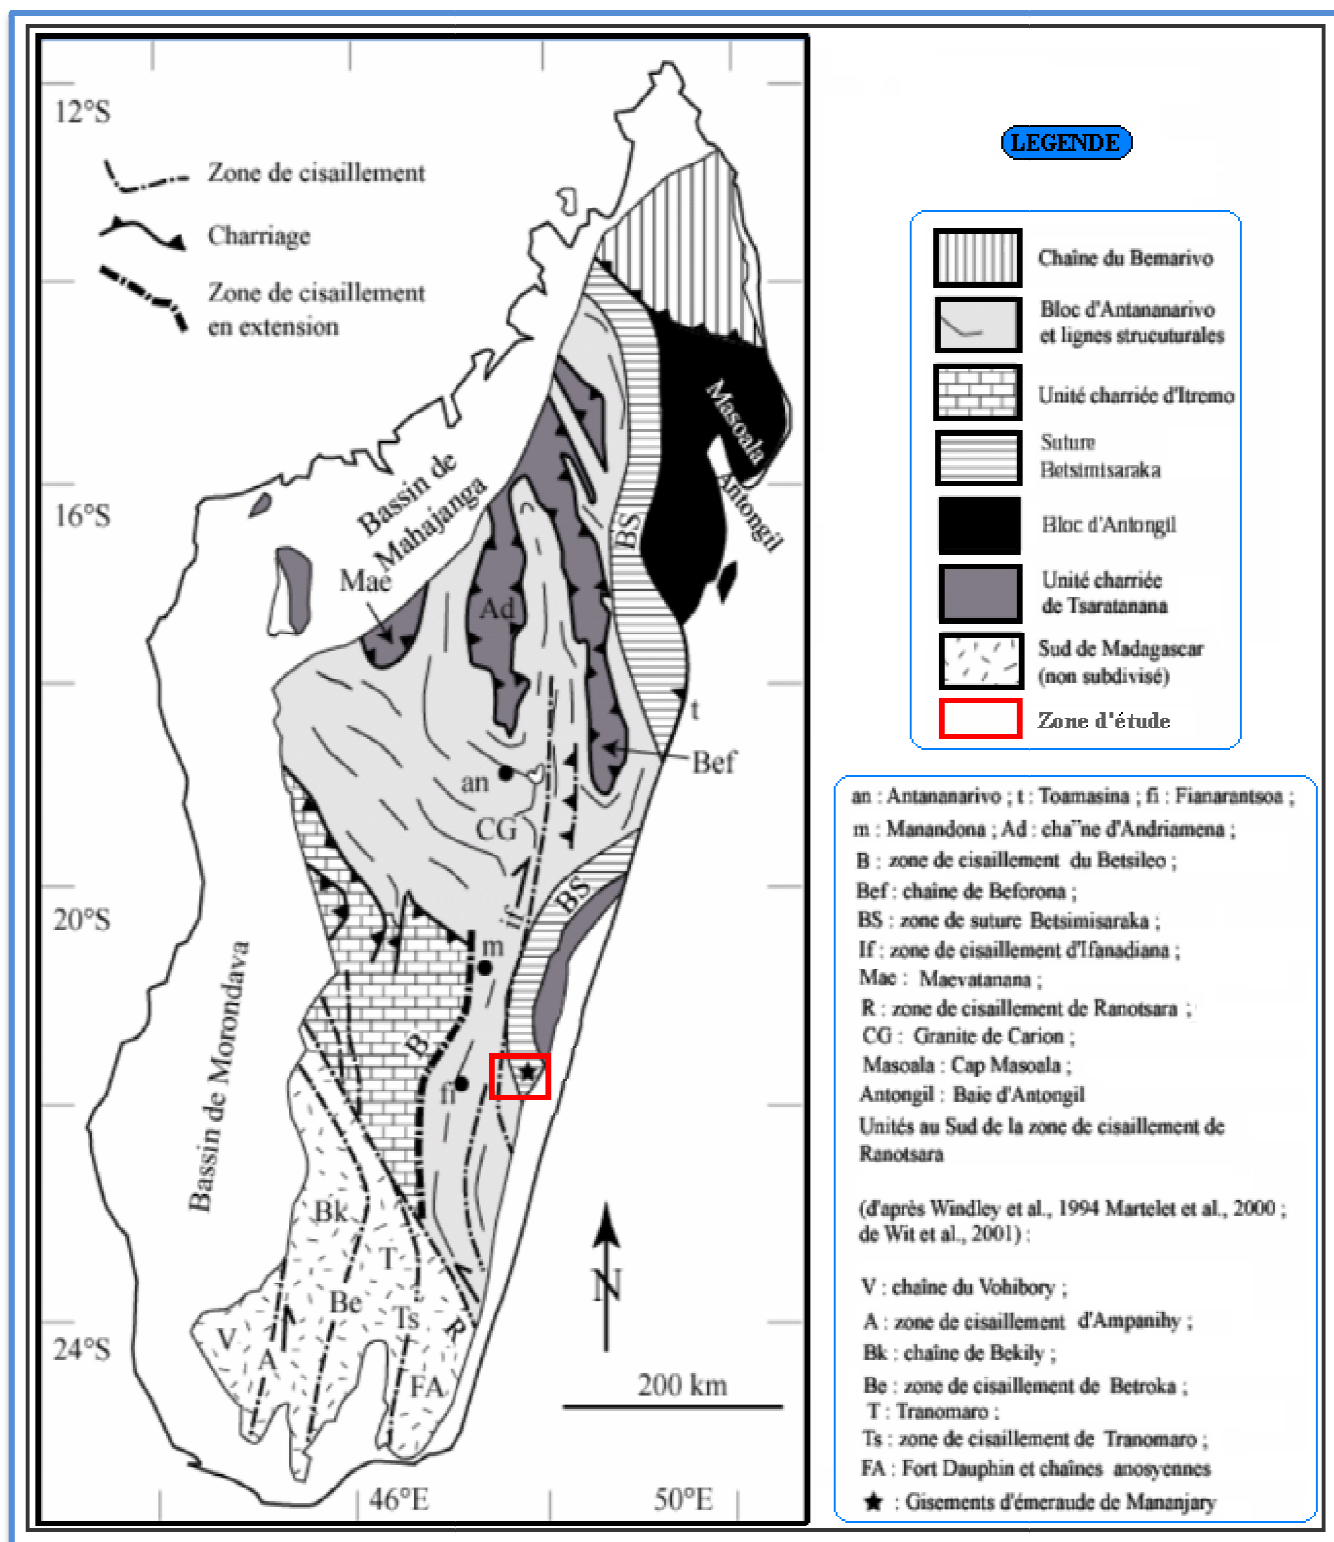 12°S
Zone de cisaillement
Charriage
Zone de cisaillement
en extension
16°S
Bassin de
Mahajanga
Masoala
Antongil
BS
Mae
Ad
t
Bef
an
CG
20°S
if
BS
m
Bassin de Morondava
B
fi
Bk
T
Be
Ts
R
V
A
FA
24°S
N
200 km
46°E
50°E
LEGENDE
Chaîne du Bemarivo
Bloc d'Antananarivo
et lignes strucuturales
Unité charriée d'Itremo
Suture
Betsimisaraka
Bloc d'Antongil
Unité charriée
de Tsaratanana
Sud de Madagascar
(non subdivisé)
Zone d'étude
an : Antananarivo ; t : Toamasina ; fi : Fianarantsoa ;
m : Manandona ; Ad : cha¨ne d'Andriamena ;
B : zone de cisaillement du Betsileo ;
Bef : chaîne de Beforona ;
BS : zone de suture Betsimisaraka ;
If : zone de cisaillement d'Ifanadiana ;
Mae : Maevatanana ;
R : zone de cisaillement de Ranotsara ;
CG : Granite de Carion ;
Masoala : Cap Masoala ;
Antongil : Baie d'Antongil
Unités au Sud de la zone de cisaillement de
Ranotsara
(d'après Windley et al., 1994 Martelet et al., 2000 ;
de Wit et al., 2001) :
V : chaîne du Vohibory ;
A : zone de cisaillement d'Ampanihy ;
Bk : chaîne de Bekily ;
Be : zone de cisaillement de Betroka ;
T : Tranomaro ;
Ts : zone de cisaillement de Tranomaro ;
FA : Fort Dauphin et chaînes anosyennes
★ : Gisements d'émeraude de Mananjary